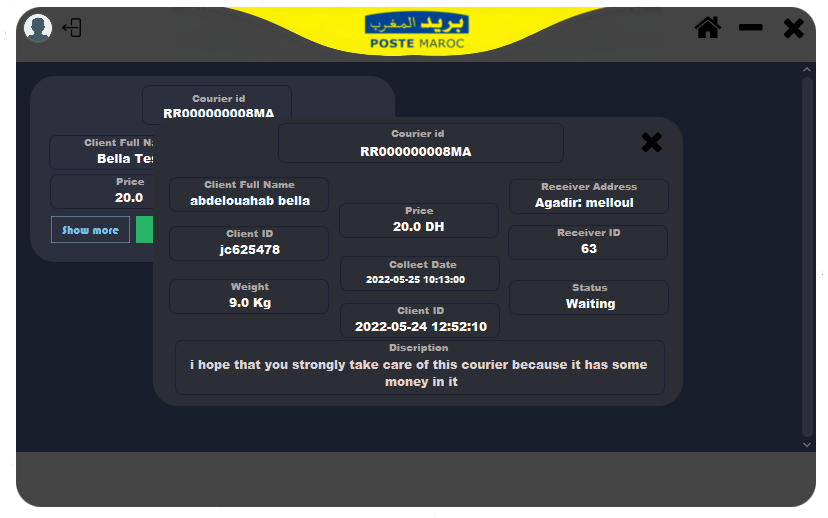 بريد المغرب
POSTE MAROC
Courier id
RR000000008MA
Client Full Na
Bella Tes
Price
20.0
Show more
Courier id
RR000000008MA
Client Full Name
abdelouahab bella
Client ID
jc625478
Weight
9.0 Kg
Price
20.0 DH
Collect Date
2022-05-25 10:13:00
Client ID
2022-05-24 12:52:10
Receiver Address
Agadir: melloul
Receiver ID
63
Status
Waiting
Discription
i hope that you strongly take care of this courier because it has some
money in it